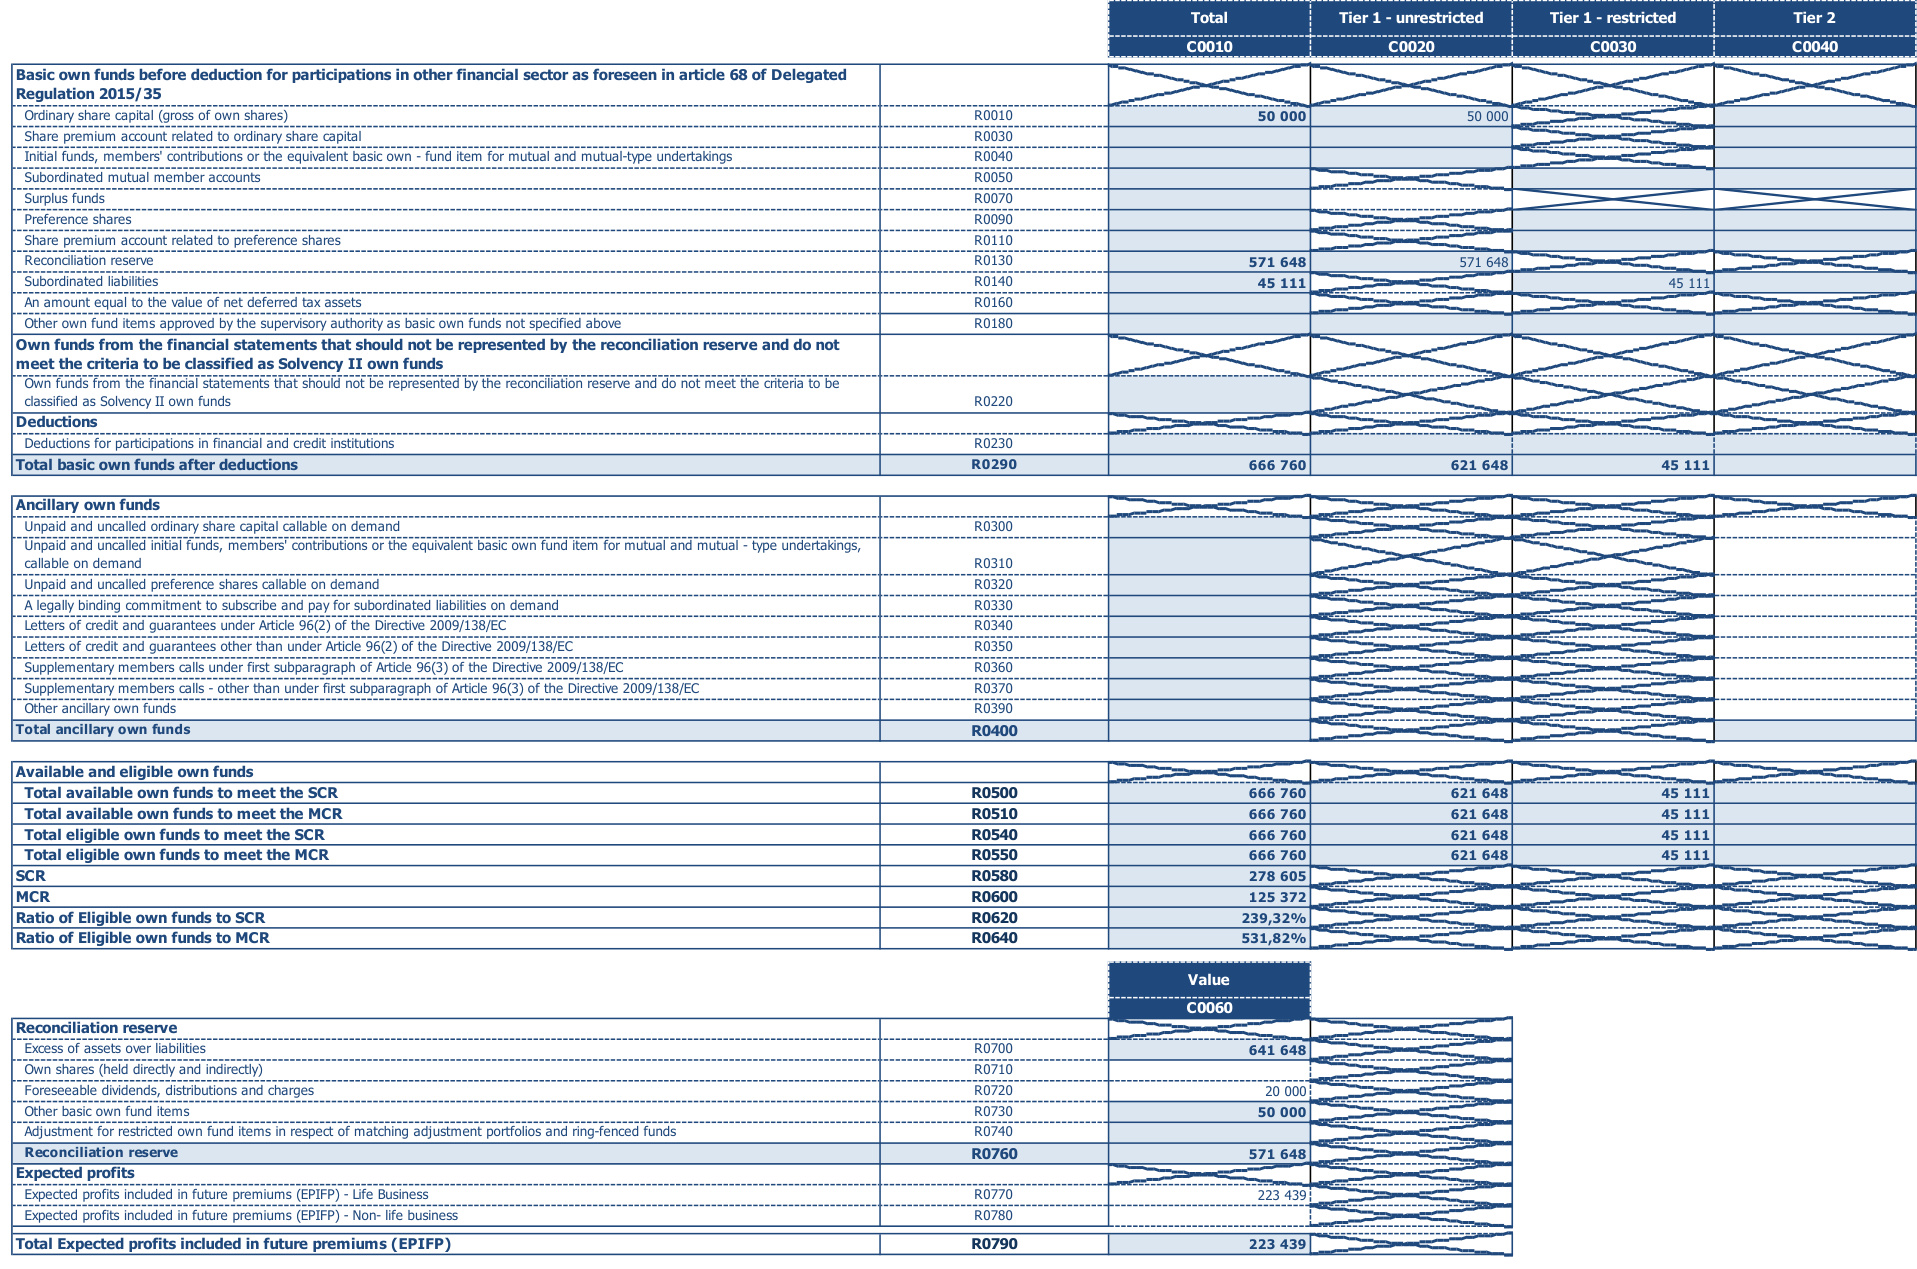 Total Tier 1 - unrestricted Tier 1 - restricted Tier 2
C0010 C0020 C0030 C0040
Basic own funds before deduction for participations in other financial sector as foreseen in article 68 of Delegated
Regulation 2015/35
Ordinary share capital (gross of own shares) R0010 50 000 50 000
Share premium account related to ordinary share capital R0030
Initial funds, members' contributions or the equivalent basic own - fund item for mutual and mutual-type undertakings R0040
Subordinated mutual member accounts R0050
Surplus funds R0070
Preference shares R0090
Share premium account related to preference shares R0110
Reconciliation reserve R0130 571 648 571 648
Subordinated liabilities R0140 45 111 45 111
An amount equal to the value of net deferred tax assets R0160
Other own fund items approved by the supervisory authority as basic own funds not specified above R0180
Own funds from the financial statements that should not be represented by the reconciliation reserve and do not
meet the criteria to be classified as Solvency II own funds
Own funds from the financial statements that should not be represented by the reconciliation reserve and do not meet the criteria to be
classified as Solvency II own funds R0220
Deductions
Deductions for participations in financial and credit institutions R0230
Total basic own funds after deductions R0290 666 760 621 648 45 111
Ancillary own funds
Unpaid and uncalled ordinary share capital callable on demand R0300
Unpaid and uncalled initial funds, members' contributions or the equivalent basic own fund item for mutual and mutual - type undertakings,
callable on demand R0310
Unpaid and uncalled preference shares callable on demand R0320
A legally binding commitment to subscribe and pay for subordinated liabilities on demand R0330
Letters of credit and guarantees under Article 96(2) of the Directive 2009/138/EC R0340
Letters of credit and guarantees other than under Article 96(2) of the Directive 2009/138/EC R0350
Supplementary members calls under first subparagraph of Article 96(3) of the Directive 2009/138/EC R0360
Supplementary members calls - other than under first subparagraph of Article 96(3) of the Directive 2009/138/EC R0370
Other ancillary own funds R0390
Total ancillary own funds R0400
Available and eligible own funds
Total available own funds to meet the SCR R0500 666 760 621 648 45 111
Total available own funds to meet the MCR R0510 666 760 621 648 45 111
Total eligible own funds to meet the SCR R0540 666 760 621 648 45 111
Total eligible own funds to meet the MCR R0550 666 760 621 648 45 111
SCR R0580 278 605
MCR R0600 125 372
Ratio of Eligible own funds to SCR R0620 239,32%
Ratio of Eligible own funds to MCR R0640 531,82%
Value
C0060
Reconciliation reserve
Excess of assets over liabilities R0700 641 648
Own shares (held directly and indirectly) R0710
Foreseeable dividends, distributions and charges R0720 20 000
Other basic own fund items R0730 50 000
Adjustment for restricted own fund items in respect of matching adjustment portfolios and ring-fenced funds R0740
Reconciliation reserve R0760 571 648
Expected profits
Expected profits included in future premiums (EPIFP) - Life Business R0770 223 439
Expected profits included in future premiums (EPIFP) - Non- life business R0780
Total Expected profits included in future premiums (EPIFP) R0790 223 439